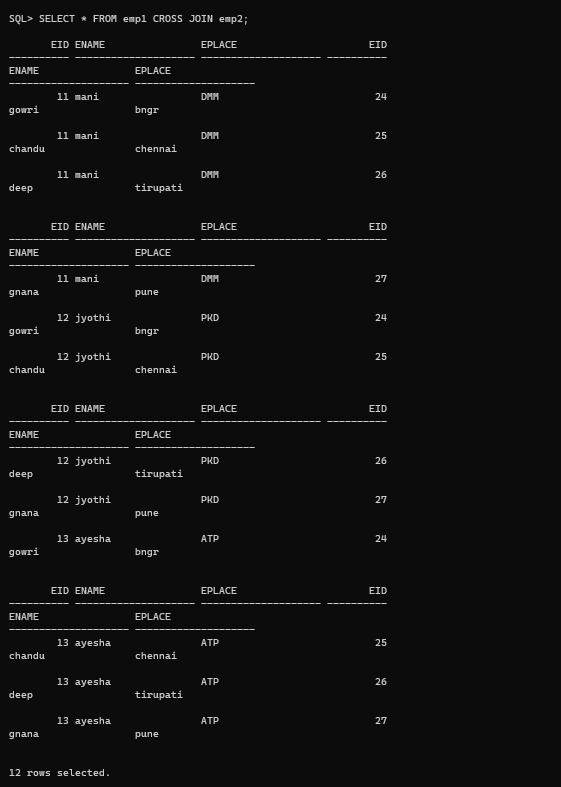 SQL> SELECT * FROM emp1 CROSS JOIN emp2;
EID ENAME EPLACE EID
---------- -------------------- -------------------- ----------
ENAME EPLACE
-------------------- --------------------
11 mani DMM 24
gowri bngr
11 mani DMM 25
chandu chennai
11 mani DMM 26
deep tirupati
EID ENAME EPLACE EID
---------- -------------------- -------------------- ----------
ENAME EPLACE
-------------------- --------------------
11 mani DMM 27
gnana pune
12 jyothi PKD 24
gowri bngr
12 jyothi PKD 25
chandu chennai
EID ENAME EPLACE EID
---------- -------------------- -------------------- ----------
ENAME EPLACE
-------------------- --------------------
12 jyothi PKD 26
deep tirupati
12 jyothi PKD 27
gnana pune
13 ayesha ATP 24
gowri bngr
EID ENAME EPLACE EID
---------- -------------------- -------------------- ----------
ENAME EPLACE
-------------------- --------------------
13 ayesha ATP 25
chandu chennai
13 ayesha ATP 26
deep tirupati
13 ayesha ATP 27
gnana pune
12 rows selected.